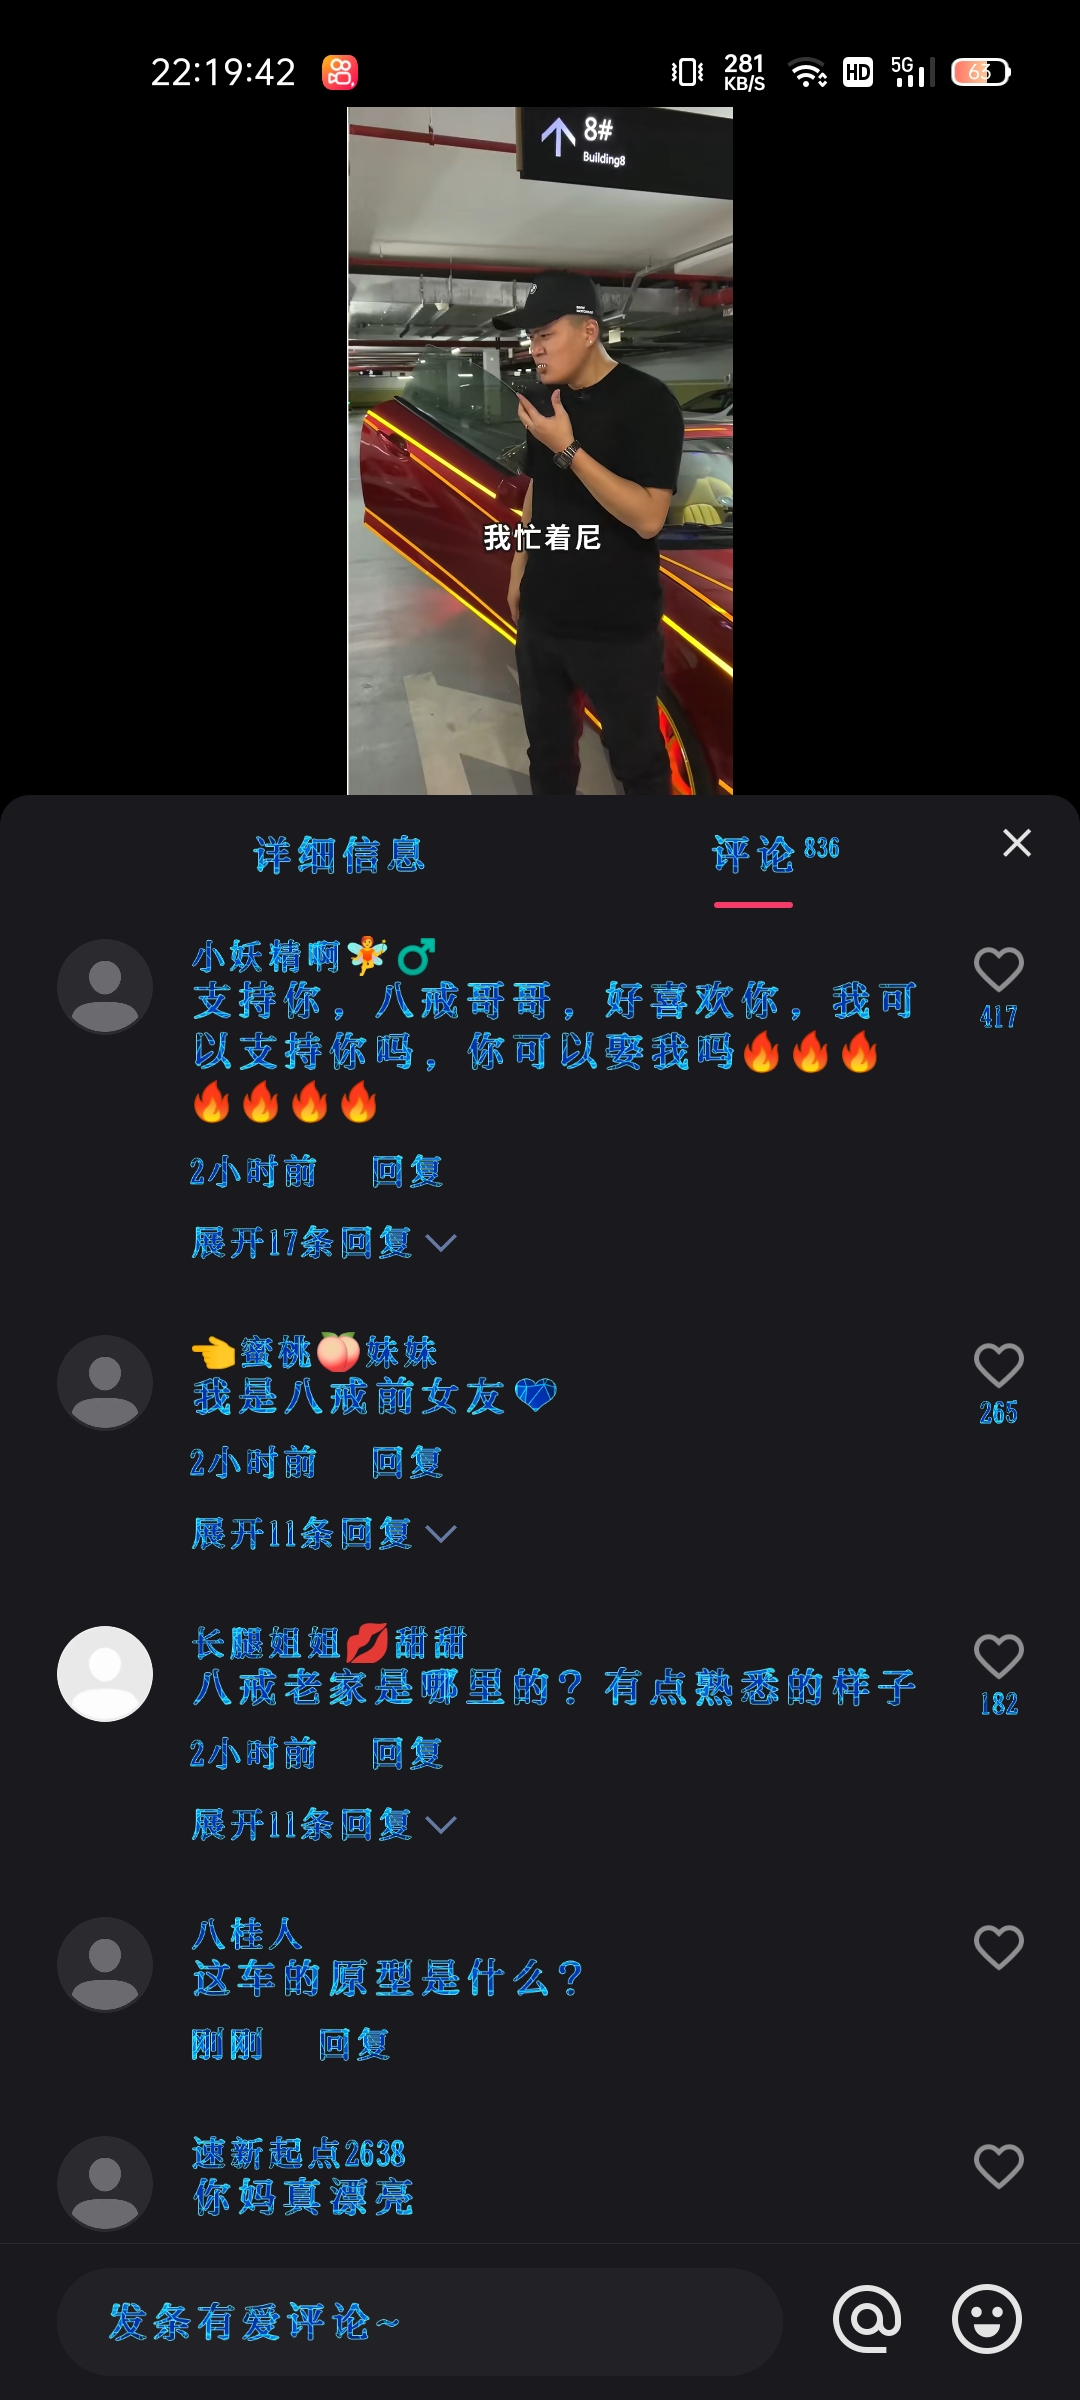 22:19:42
281
KB/S
HD
5G
63
8#
Building8
我忙着尼
详细信息
评论 836
小妖精啊🧚♂
支持你，八戒哥哥，好喜欢你，我可
以支持你吗，你可以娶我吗🔥🔥🔥
🔥🔥🔥🔥
417
2小时前 回复
展开17条回复
👈蜜桃🍑妹妹
我是八戒前女友💙
265
2小时前 回复
展开11条回复
长腿姐姐💋甜甜
八戒老家是哪里的？有点熟悉的样子
182
2小时前 回复
展开11条回复
八桂人
这车的原型是什么？
刚刚 回复
速新起点2638
你妈真漂亮
发条有爱评论~